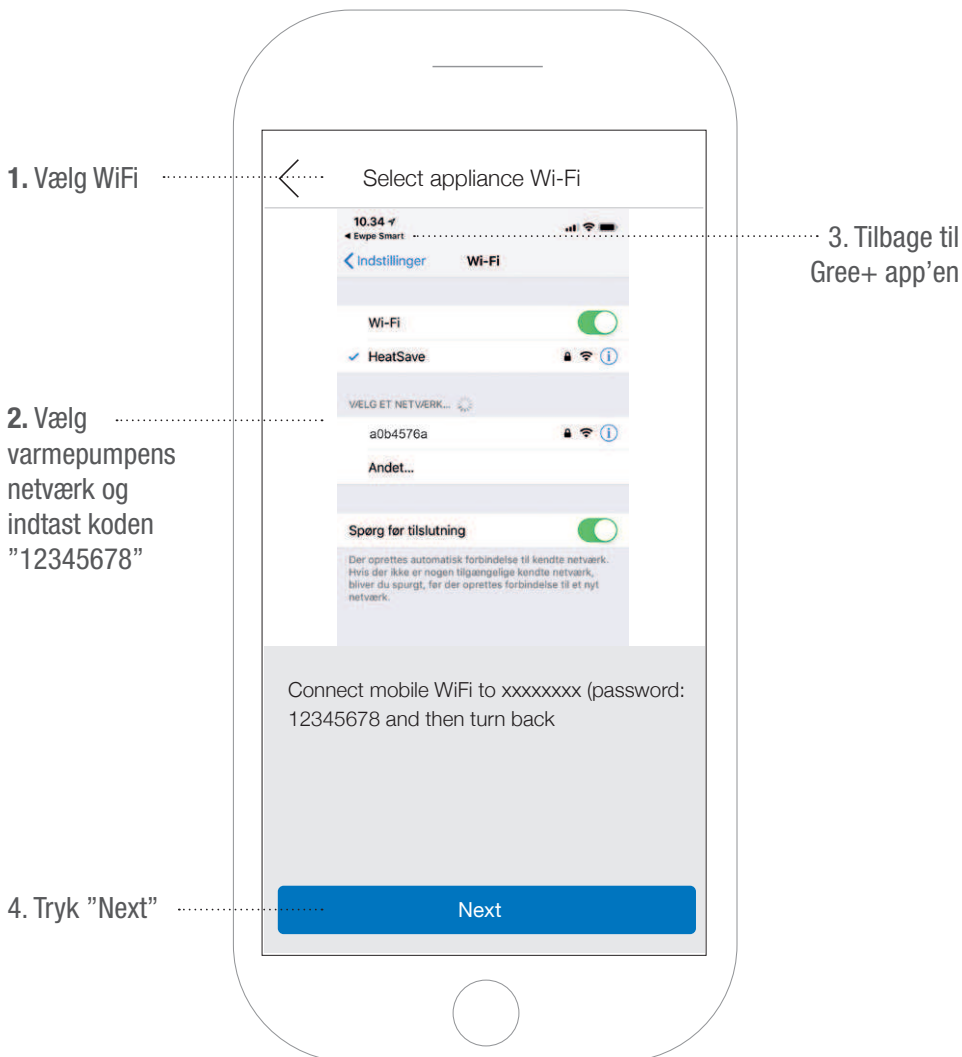 1. Vælg WiFi
Select appliance Wi-Fi
10.34
Ewpe Smart
3. Tilbage til
Gree+ app’en
Indstillinger
Wi-Fi
Wi-Fi
HeatSave
VÆLG ET NETVÆRK...
2. Vælg
varmepumpens
netværk og
indtast koden
”12345678”
a0b4576a
Andet...
Spørg før tilslutning
Der oprettes automatisk forbindelse til kendte netværk.
Hvis der ikke er nogen tilgængelige kendte netværk,
bliver du spurgt, før der oprettes forbindelse til et nyt
netværk.
Connect mobile WiFi to xxxxxxxx (password:
12345678 and then turn back
4. Tryk ”Next”
Next